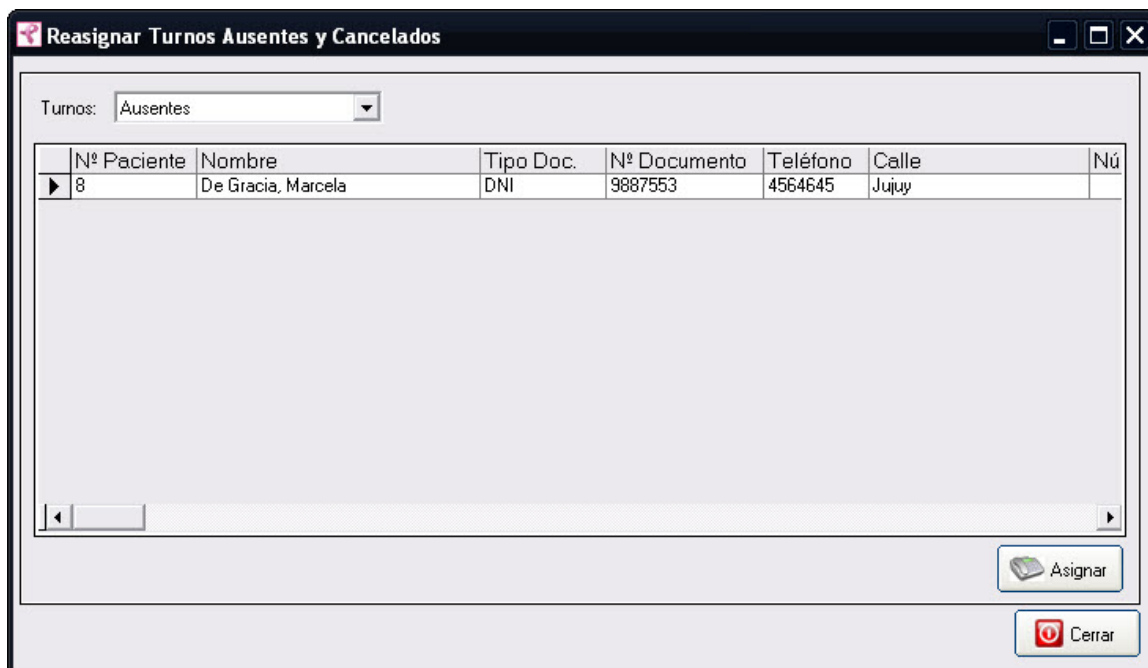 Reasignar Turnos Ausentes y Cancelados
Turnos: Ausentes
Nº Paciente Nombre Tipo Doc. Nº Documento Teléfono Calle Nú
8 De Gracia, Marcela DNI 9887553 4564645 Jujuy
Asignar
Cerrar